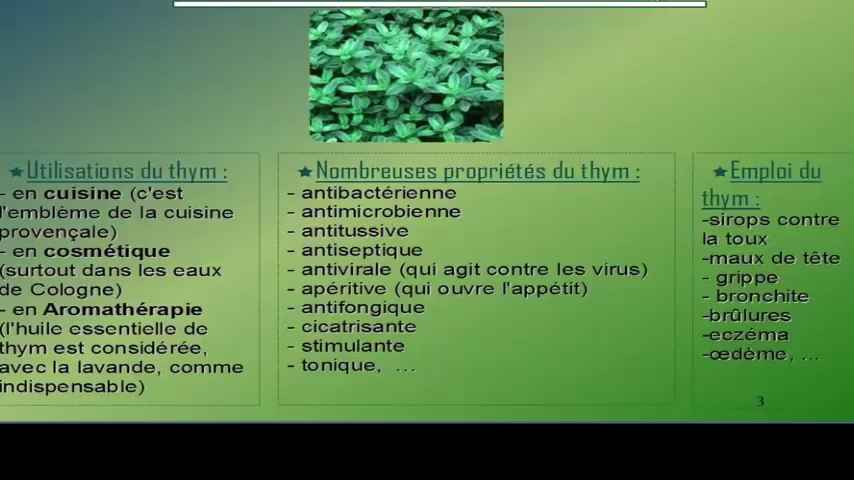 ★Utilisations du thym :
- en cuisine (c'est
l'emblème de la cuisine
provençale)
- en cosmétique
(surtout dans les eaux
de Cologne)
- en Aromathérapie
(l'huile essentielle de
thym est considérée,
avec la lavande, comme
indispensable)
★Nombreuses propriétés du thym :
- antibactérienne
- antimicrobienne
- antitussive
- antiseptique
- antivirale (qui agit contre les virus)
- apéritive (qui ouvre l'appétit)
- antifongique
- cicatrisante
- stimulante
- tonique, ...
★Emploi du
thym :
-sirops contre
la toux
-maux de tête
- grippe
- bronchite
-brûlures
-eczéma
-œdème, ...
3